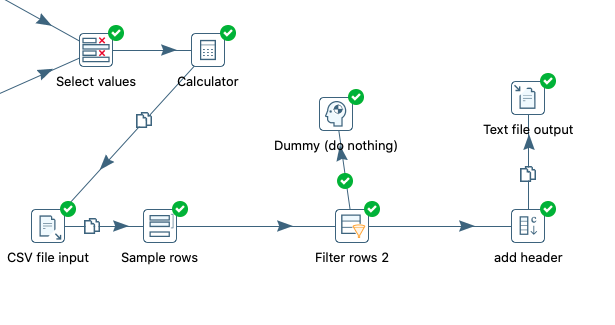 Select values
Calculator
Dummy (do nothing)
Text file output
CSV file input
Sample rows
Filter rows 2
add header